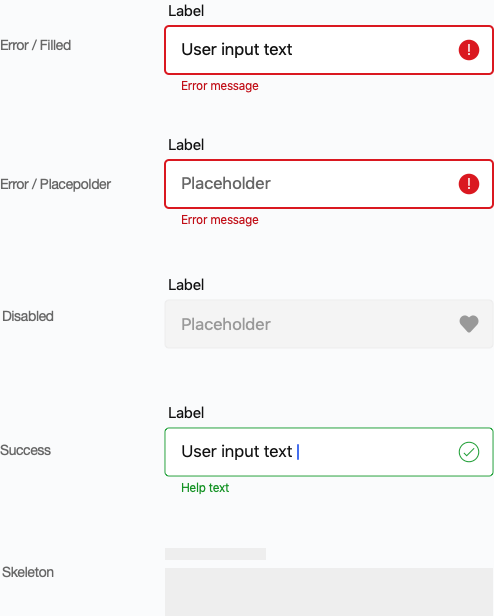 Label
Error / Filled
User input text
Error message
Label
Error / Placepolder
Placeholder
Error message
Label
Disabled
Placeholder
Label
Success
User input text
Help text
Skeleton